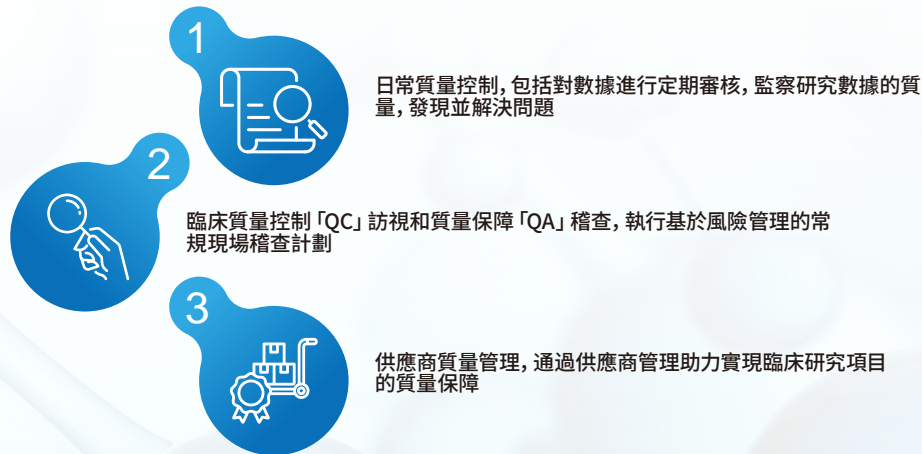 1
日常質量控制，包括對數據進行定期審核，監察研究數據的質
量，發現並解決問題
2
臨床質量控制「QC」訪視和質量保障「QA」稽查，執行基於風險管理的常
規現場稽查計劃
3
供應商質量管理，通過供應商管理助力實現臨床研究項目
的質量保障